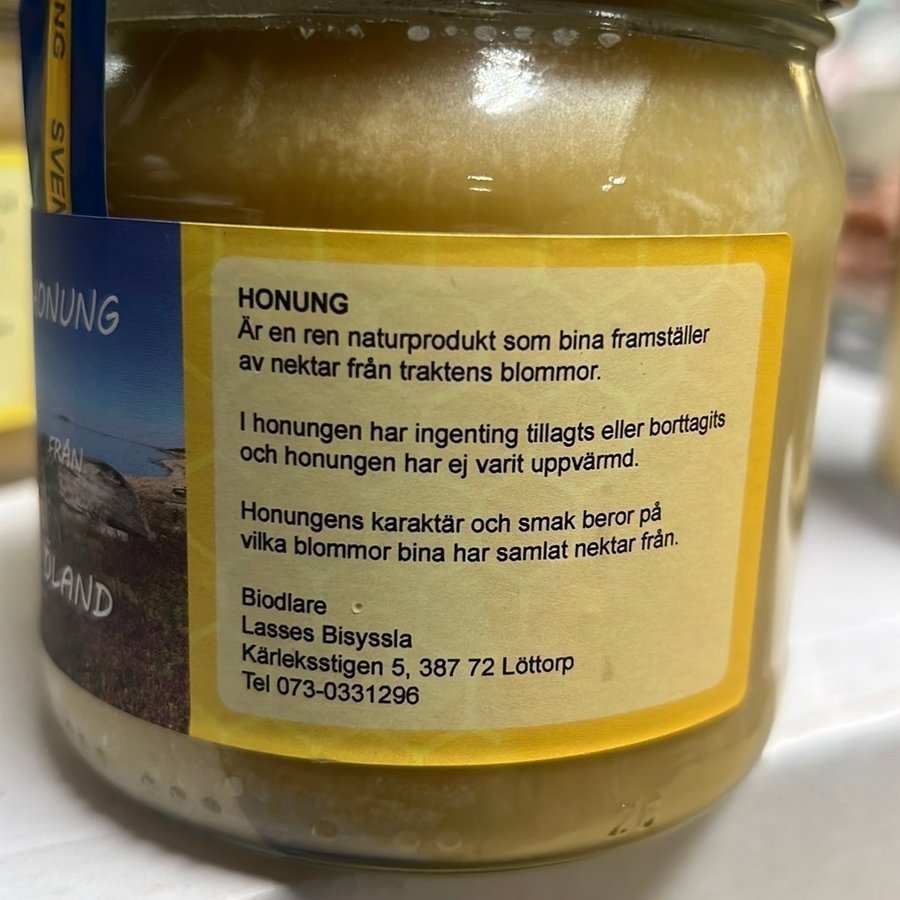 NG SVEN
HONUNG
FRÅN
ÖLAND
HONUNG
Är en ren naturprodukt som bina framställer
av nektar från traktens blommor.
I honungen har ingenting tillagts eller borttagits
och honungen har ej varit uppvärmd.
Honungens karaktär och smak beror på
vilka blommor bina har samlat nektar från.
Biodlare
Lasses Bisyssla
Kärleksstigen 5, 387 72 Löttorp
Tel 073-0331296